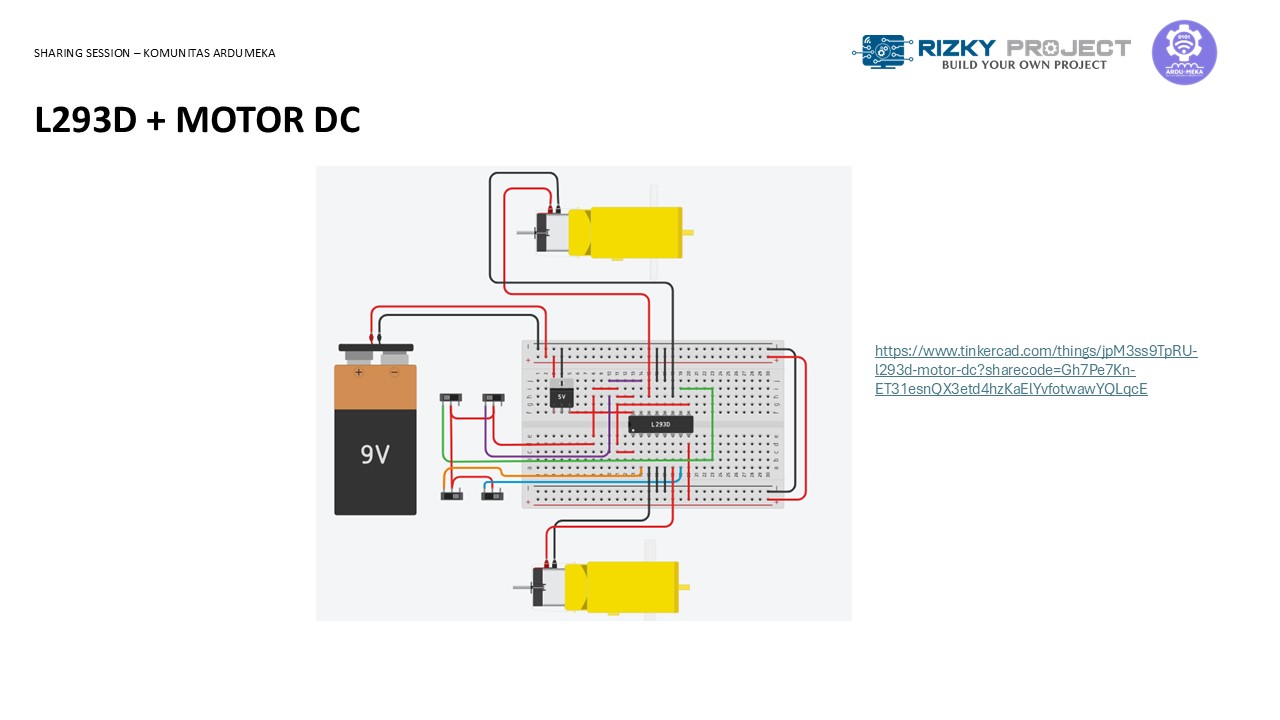 SHARING SESSION – KOMUNITAS ARDUMEKA
RIZKY PROJECT
BUILD YOUR OWN PROJECT
0101
ARDU-MEKA
L293D + MOTOR DC
5V
L293D
9V
https://www.tinkercad.com/things/jpM3ss9TpRU-
l293d-motor-dc?sharecode=Gh7Pe7Kn-
ET31esnQX3etd4hzKaElYvfotwawYQLqcE